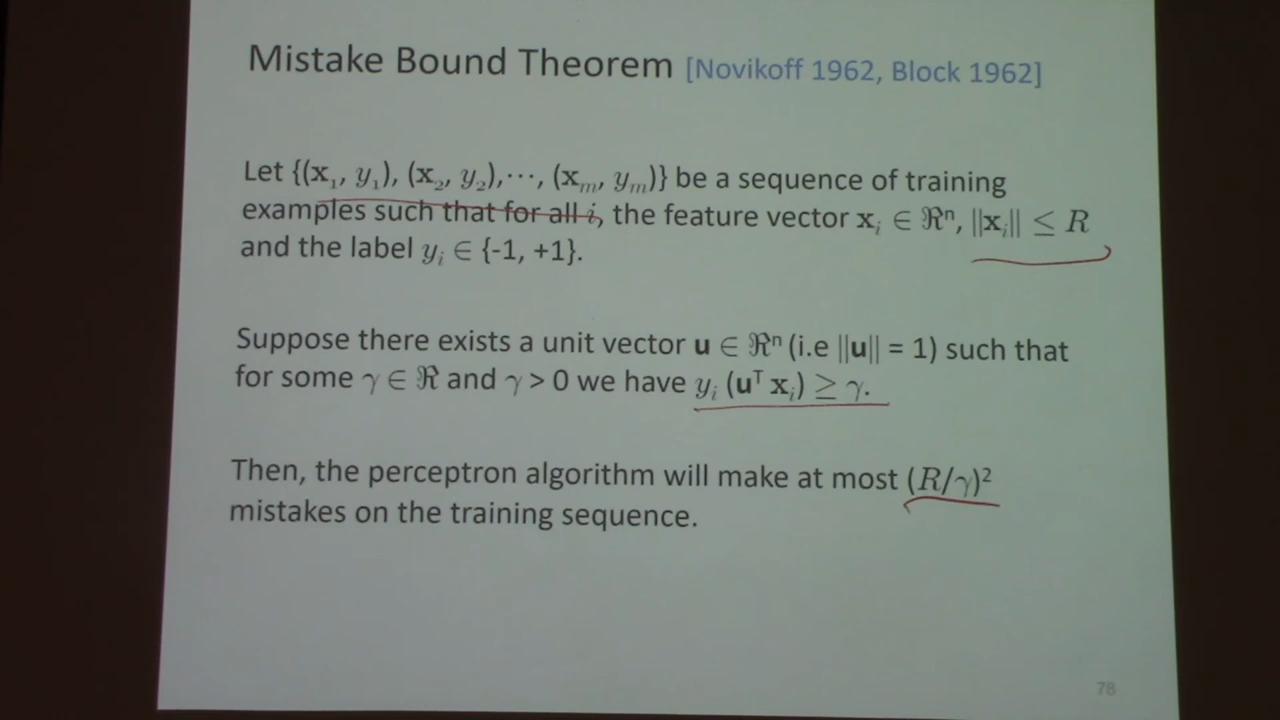 Mistake Bound Theorem [Novikoff 1962, Block 1962]
Let {(x₁, y₁), (x₂, y₂),⋯, (xₘ, yₘ)} be a sequence of training
examples such that for all i, the feature vector xᵢ ∈ ℜⁿ, ||xᵢ|| ≤ R
and the label yᵢ ∈ {-1, +1}.
Suppose there exists a unit vector u ∈ ℜⁿ (i.e ||u|| = 1) such that
for some γ ∈ ℜ and γ > 0 we have yᵢ (uᵀ xᵢ) ≥ γ.
Then, the perceptron algorithm will make at most (R/γ)²
mistakes on the training sequence.
78